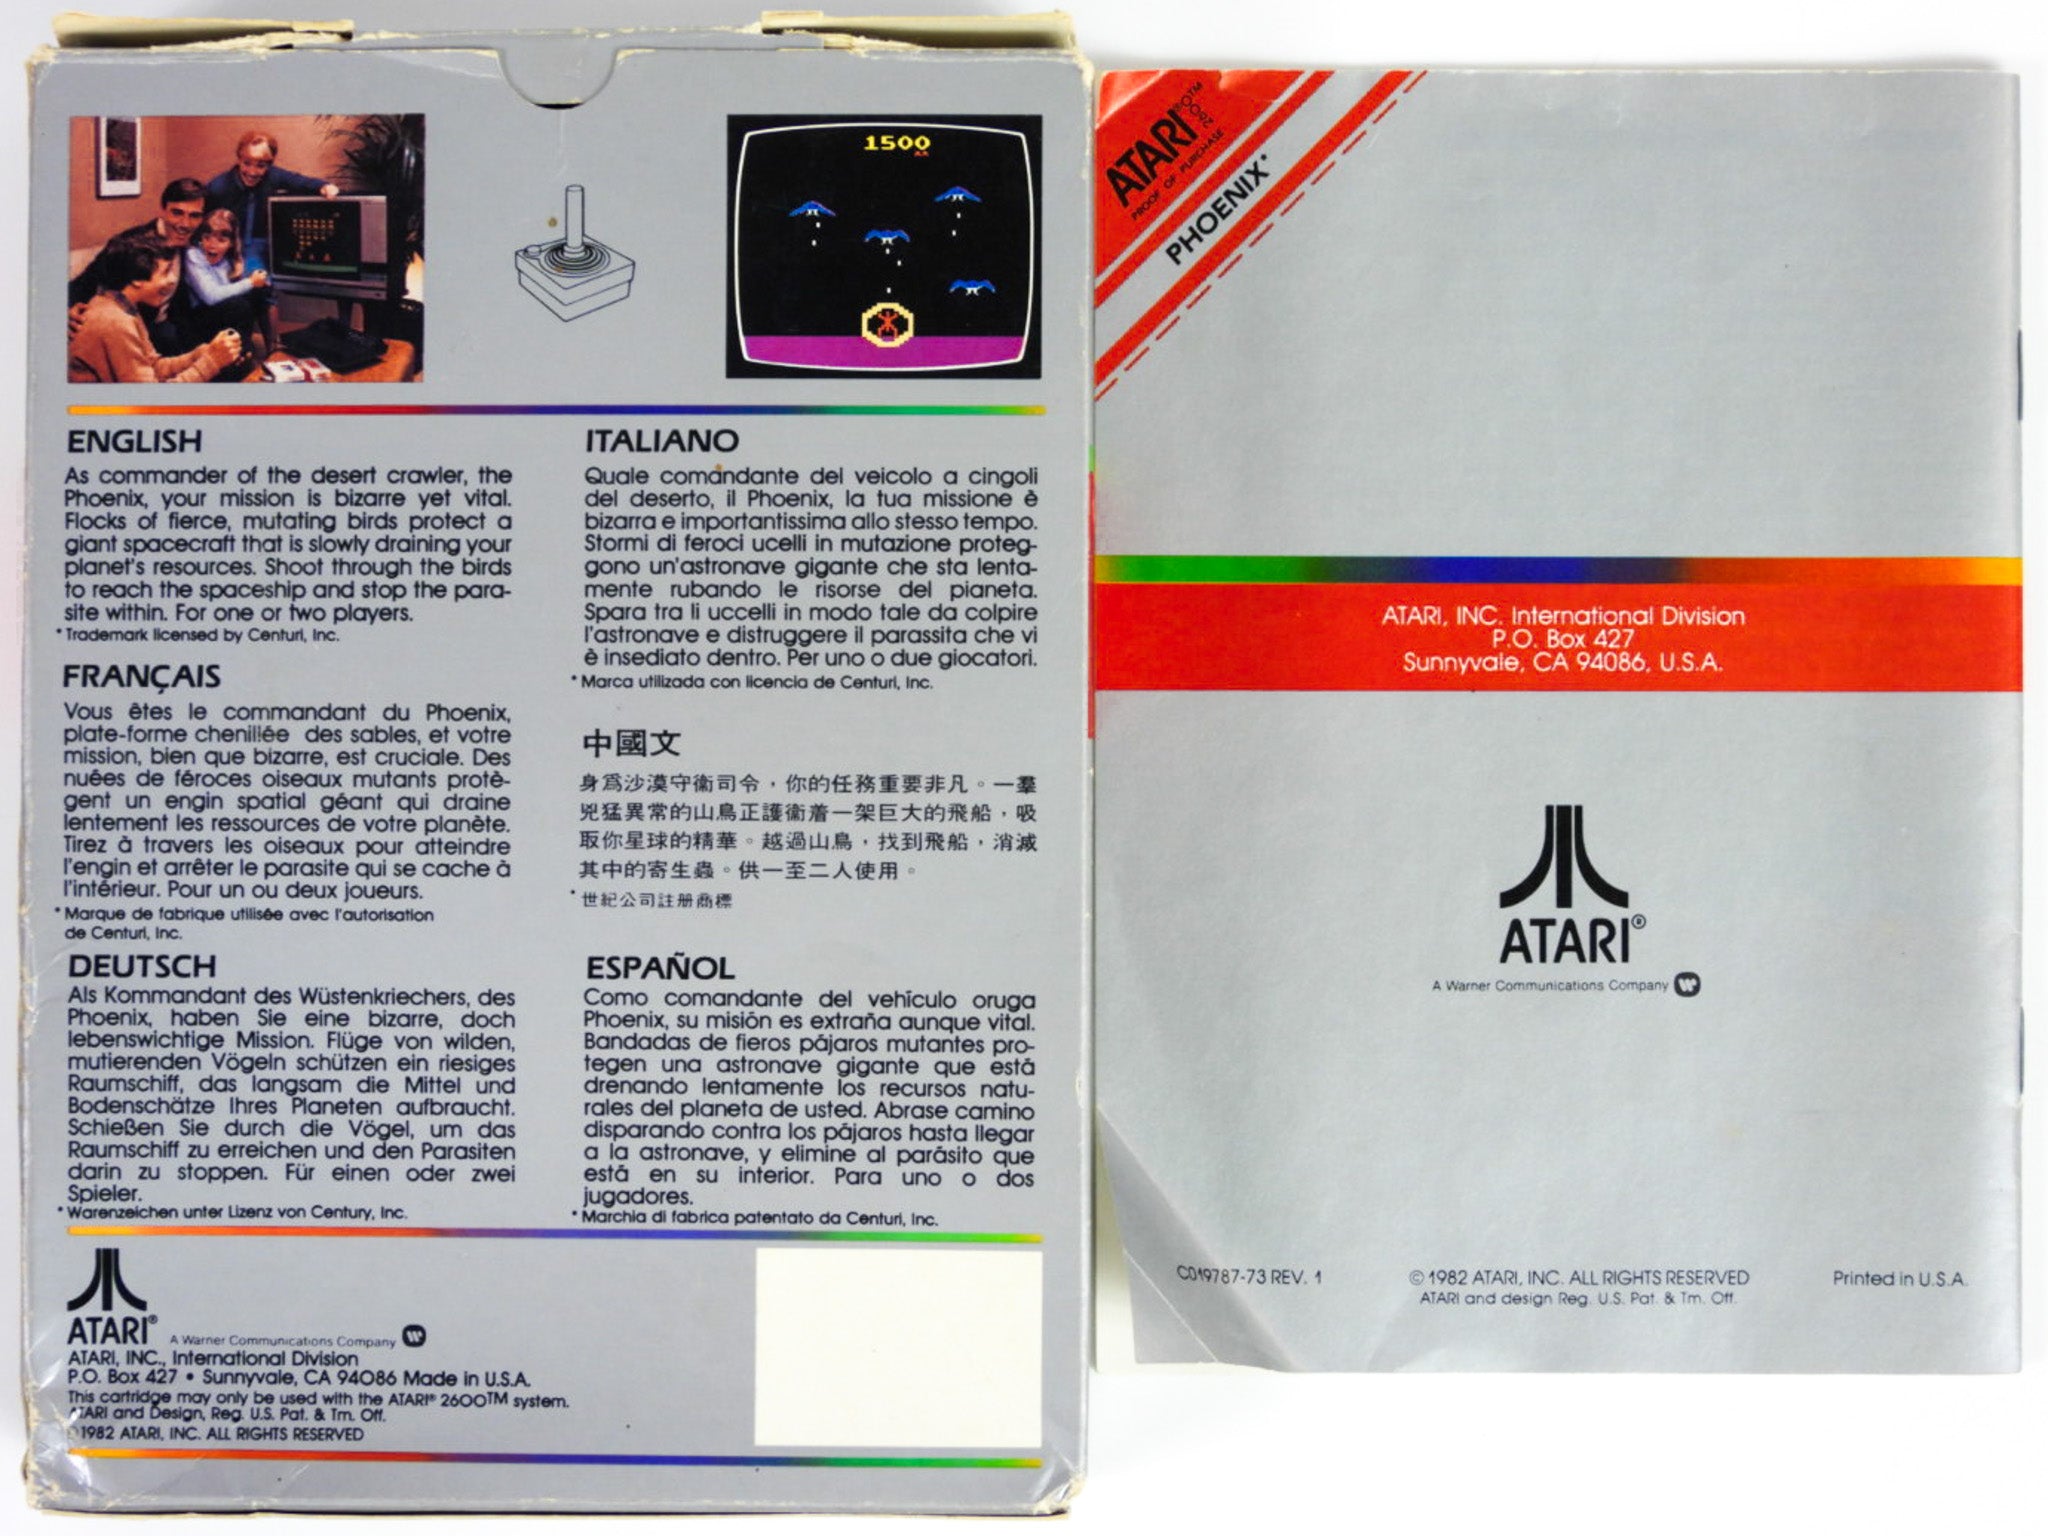 1500
ENGLISH
As commander of the desert crawler, the
Phoenix, your mission is bizarre yet vital.
Flocks of fierce, mutating birds protect a
giant spacecraft that is slowly draining your
planet's resources. Shoot through the birds
to reach the spaceship and stop the para-
site within. For one or two players.
*Trademark licensed by Centuri, Inc.
FRANÇAIS
Vous êtes le commandant du Phoenix,
plate-forme chenillée des sables, et votre
mission, bien que bizarre, est cruciale. Des
nuées de féroces oiseaux mutants protè-
gent un engin spatial géant qui draine
lentement les ressources de votre planète.
Tirez à travers les oiseaux pour atteindre
l'engin et arrêter le parasite qui se cache à
l'intérieur. Pour un ou deux joueurs.
*Marque de fabrique utilisée avec l'autorisation
de Centuri, Inc.
DEUTSCH
Als Kommandant des Wüstenkriechers, des
Phoenix, haben Sie eine bizarre, doch
lebenswichtige Mission. Flüge von wilden,
mutierenden Vögeln schützen ein riesiges
Raumschiff, das langsam die Mittel und
Bodenschätze Ihres Planeten aufbraucht.
Schießen Sie durch die Vögel, um das
Raumschiff zu erreichen und den Parasiten
darin zu stoppen. Für einen oder zwei
Spieler.
*Warenzeichen unter Lizenz von Century, Inc.
ITALIANO
Quale comandante del veicolo a cingoli
del deserto, il Phoenix, la tua missione è
bizarra e importantissima allo stesso tempo.
Stormi di feroci ucelli in mutazione proteg-
gono un'astronave gigante che sta lenta-
mente rubando le risorse del pianeta.
Spara tra li uccelli in modo tale da colpire
l'astronave e distruggere il parassita che vi
è insediato dentro. Per uno o due giocatori.
*Marca utilizada con licencia de Centuri, Inc.
中國文
身爲沙漠守衞司令，你的任務重要非凡。一羣
兇猛異常的山鳥正護衞着一架巨大的飛船，吸
取你星球的精華。越過山鳥，找到飛船，消滅
其中的寄生蟲。供一至二人使用。
*世紀公司註册商標
ESPAÑOL
Como comandante del vehículo oruga
Phoenix, su misión es extraña aunque vital.
Bandadas de fieros pájaros mutantes pro-
tegen una astronave gigante que está
drenando lentamente los recursos natu-
rales del planeta de usted. Abrase camino
disparando contra los pájaros hasta llegar
a la astronave, y elimine al parásito que
está en su interior. Para uno o dos
jugadores.
*Marchia di fabrica patentato da Centuri, Inc.
ATARI®
A Warner Communications Company
ATARI, INC., International Division
P.O. Box 427 • Sunnyvale, CA 94086 Made in U.S.A.
This cartridge may only be used with the ATARI® 2600™ system.
ATARI and Design, Reg. U.S. Pat. & Tm. Off.
©1982 ATARI, INC. ALL RIGHTS RESERVED
ATARI® 2600™
PROOF OF PURCHASE
PHOENIX*
ATARI, INC. International Division
P.O. Box 427
Sunnyvale, CA 94086, U.S.A.
ATARI®
A Warner Communications Company
C019787-73 REV. 1
© 1982 ATARI, INC. ALL RIGHTS RESERVED
ATARI and design Reg. U.S. Pat. & Tm. Off.
Printed in U.S.A.